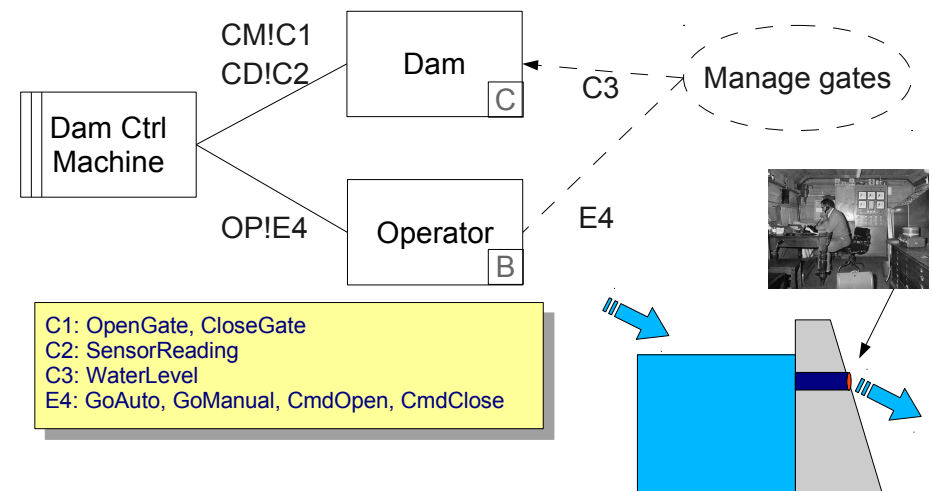 CM!C1
CD!C2
Dam
C
C3
Manage gates
Dam Ctrl
Machine
OP!E4
Operator
B
E4
C1: OpenGate, CloseGate
C2: SensorReading
C3: WaterLevel
E4: GoAuto, GoManual, CmdOpen, CmdClose